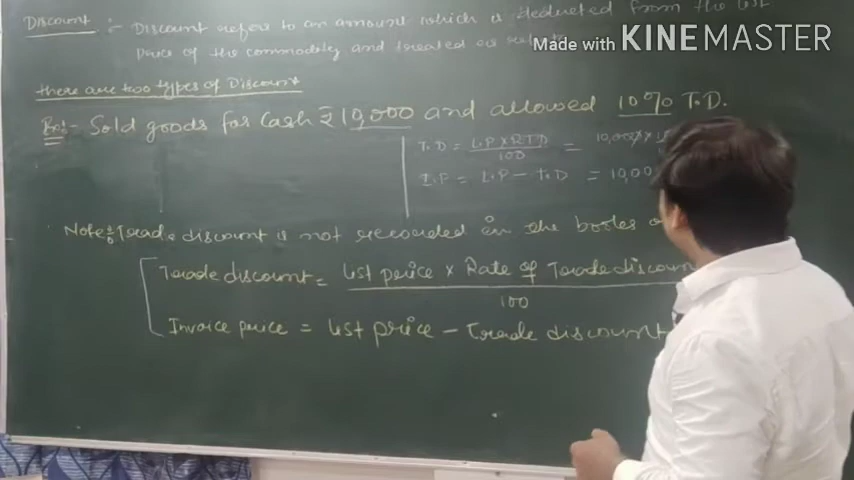 Discount :- Discount refers to an amount which is deducted from the list
price of the commodity and treated as
Made with KINEMASTER
there are two types of Discount
Ex:- Sold goods for cash ₹10,000 and allowed 10% T.D.
T.D = L.P × R.T.D / 100 = 10,000 ×
I.P = L.P - T.D = 10,00
Note:- Trade discount is not recorded in the books o
Trade discount = list price × Rate of Trade discoun
100
Invoice price = list price - Trade discount